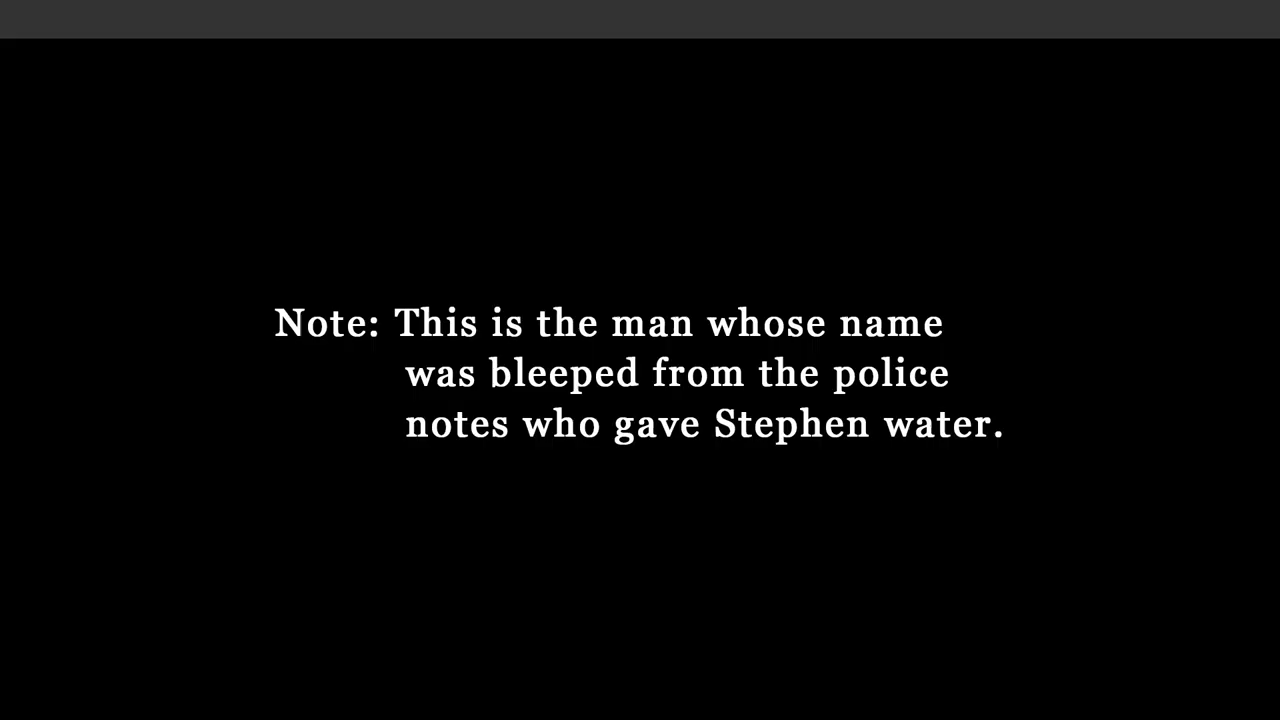 Note: This is the man whose name
was bleeped from the police
notes who gave Stephen water.